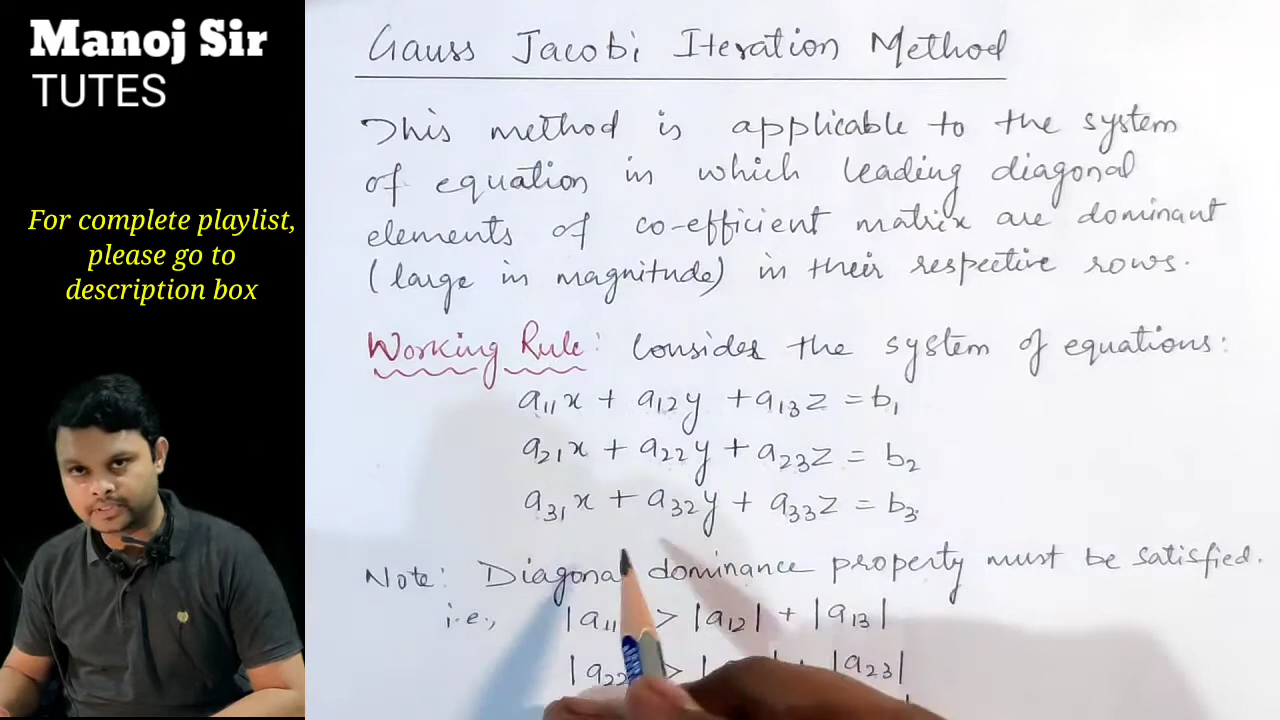 Manoj Sir
TUTES
For complete playlist,
please go to
description box
Gauss Jacobi Iteration Method
This method is applicable to the system
of equation in which leading diagonal
elements of co-efficient matrix are dominant
(large in magnitude) in their respective rows.
Working Rule: Consider the system of equations:
a₁₁x + a₁₂y + a₁₃z = b₁
a₂₁x + a₂₂y + a₂₃z = b₂
a₃₁x + a₃₂y + a₃₃z = b₃.
Note: Diagonal dominance property must be satisfied.
i.e., |a₁₁ > |a₁₂| + |a₁₃|
|a₂₂ > | + |a₂₃|